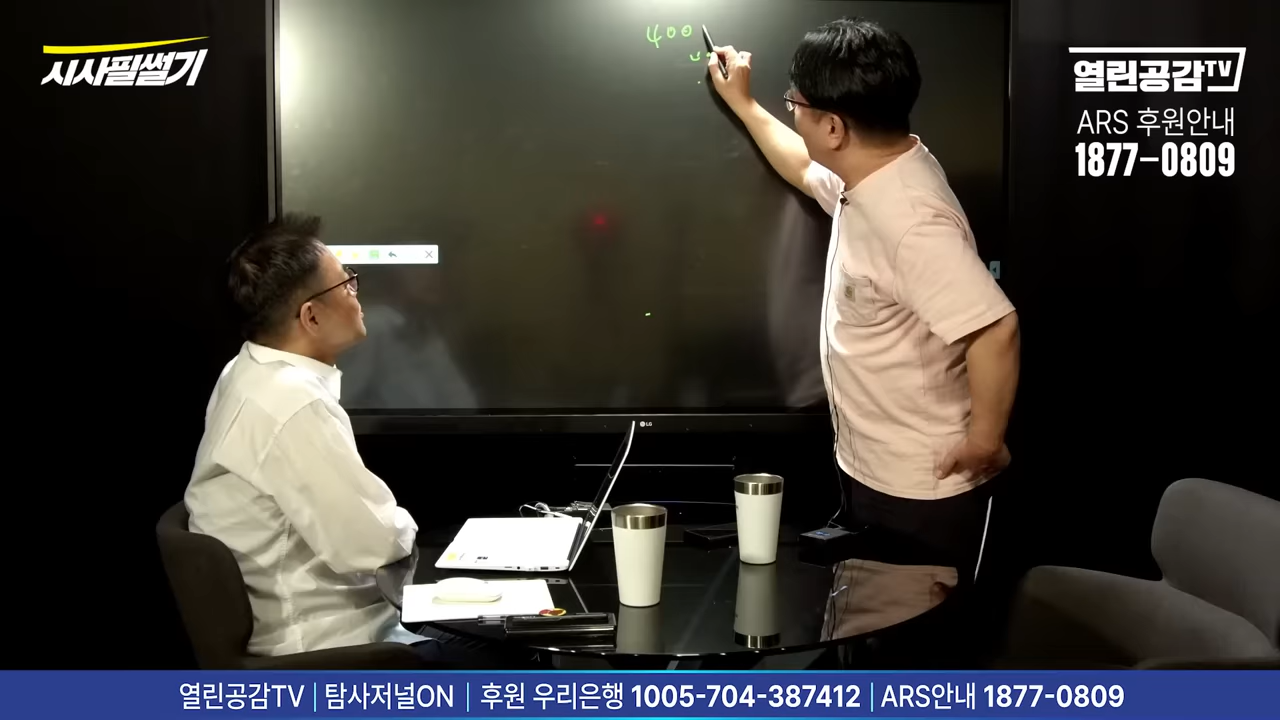 시사필썰기
400
열린공감TV
ARS 후원안내
1877-0809
LG
열린공감TV | 탐사저널ON | 후원 우리은행 1005-704-387412 | ARS안내 1877-0809